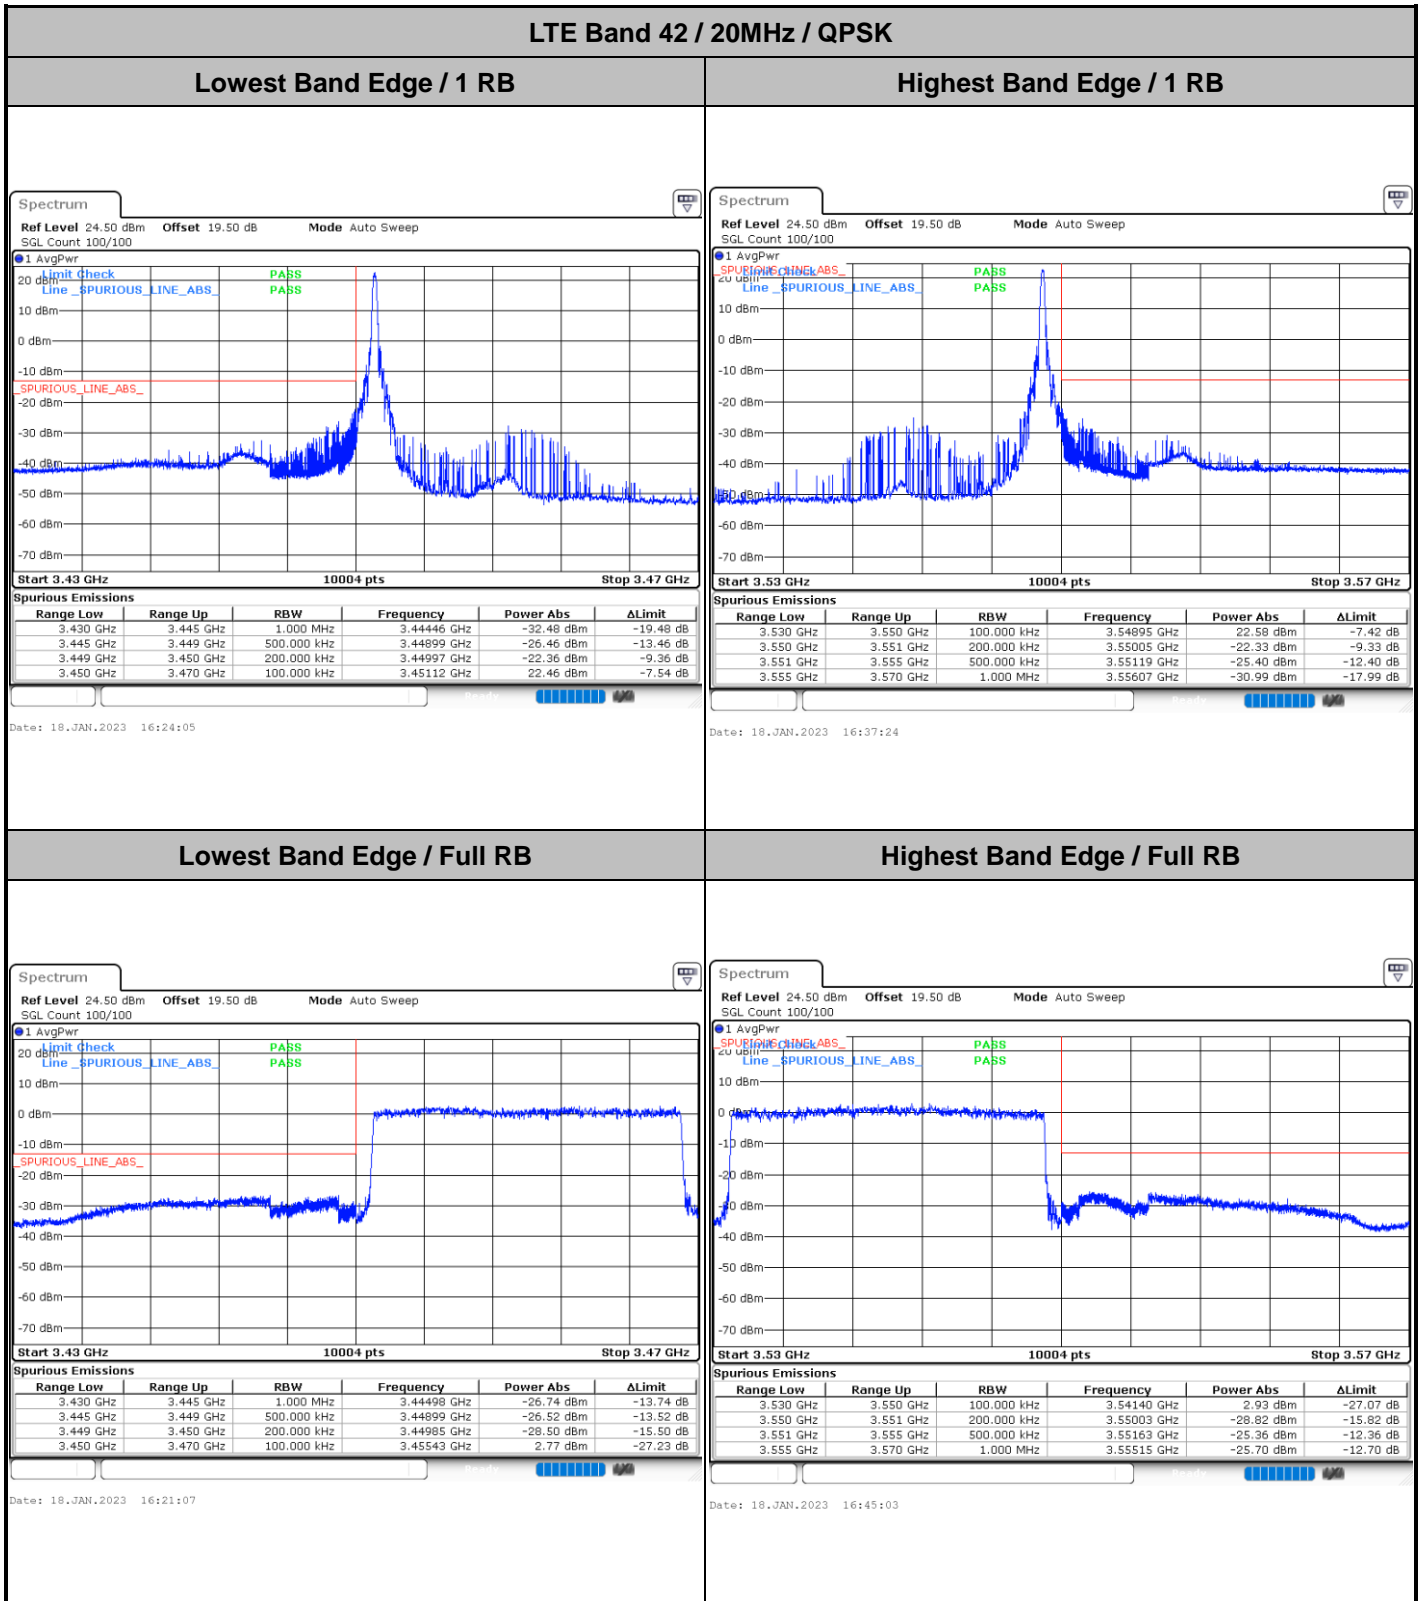 LTE Band 42 / 20MHz / QPSK
Lowest Band Edge / 1 RB
Highest Band Edge / 1 RB
Spectrum
Ref Level 24.50 dBm Offset 19.50 dB Mode Auto Sweep
SGL Count 100/100
1 AvgPwr
Limit Check PASS
20 dBm
Line _SPURIOUS_LINE_ABS_ PASS
10 dBm
0 dBm
-10 dBm
_SPURIOUS_LINE_ABS_
-20 dBm
-30 dBm
-40 dBm
-50 dBm
-60 dBm
-70 dBm
Start 3.43 GHz 10004 pts Stop 3.47 GHz
Spurious Emissions
Range Low Range Up RBW Frequency Power Abs ΔLimit
3.430 GHz 3.445 GHz 1.000 MHz 3.44446 GHz -32.48 dBm -19.48 dB
3.445 GHz 3.449 GHz 500.000 kHz 3.44899 GHz -26.46 dBm -13.46 dB
3.449 GHz 3.450 GHz 200.000 kHz 3.44997 GHz -22.36 dBm -9.36 dB
3.450 GHz 3.470 GHz 100.000 kHz 3.45112 GHz 22.46 dBm -7.54 dB
Ready
Date: 18.JAN.2023 16:24:05
Spectrum
Ref Level 24.50 dBm Offset 19.50 dB Mode Auto Sweep
SGL Count 100/100
1 AvgPwr
_SPURIOUS_LINE_ABS_
Limit Check PASS
20 dBm
Line _SPURIOUS_LINE_ABS_ PASS
10 dBm
0 dBm
-10 dBm
-20 dBm
-30 dBm
-40 dBm
-50 dBm
-60 dBm
-70 dBm
Start 3.53 GHz 10004 pts Stop 3.57 GHz
Spurious Emissions
Range Low Range Up RBW Frequency Power Abs ΔLimit
3.530 GHz 3.550 GHz 100.000 kHz 3.54895 GHz 22.58 dBm -7.42 dB
3.550 GHz 3.551 GHz 200.000 kHz 3.55005 GHz -22.33 dBm -9.33 dB
3.551 GHz 3.555 GHz 500.000 kHz 3.55119 GHz -25.40 dBm -12.40 dB
3.555 GHz 3.570 GHz 1.000 MHz 3.55607 GHz -30.99 dBm -17.99 dB
Ready
Date: 18.JAN.2023 16:37:24
Lowest Band Edge / Full RB
Highest Band Edge / Full RB
Spectrum
Ref Level 24.50 dBm Offset 19.50 dB Mode Auto Sweep
SGL Count 100/100
1 AvgPwr
Limit Check PASS
20 dBm
Line _SPURIOUS_LINE_ABS_ PASS
10 dBm
0 dBm
-10 dBm
_SPURIOUS_LINE_ABS_
-20 dBm
-30 dBm
-40 dBm
-50 dBm
-60 dBm
-70 dBm
Start 3.43 GHz 10004 pts Stop 3.47 GHz
Spurious Emissions
Range Low Range Up RBW Frequency Power Abs ΔLimit
3.430 GHz 3.445 GHz 1.000 MHz 3.44498 GHz -26.74 dBm -13.74 dB
3.445 GHz 3.449 GHz 500.000 kHz 3.44899 GHz -26.52 dBm -13.52 dB
3.449 GHz 3.450 GHz 200.000 kHz 3.44985 GHz -28.50 dBm -15.50 dB
3.450 GHz 3.470 GHz 100.000 kHz 3.45543 GHz 2.77 dBm -27.23 dB
Ready
Date: 18.JAN.2023 16:21:07
Spectrum
Ref Level 24.50 dBm Offset 19.50 dB Mode Auto Sweep
SGL Count 100/100
1 AvgPwr
_SPURIOUS_LINE_ABS_
Limit Check PASS
20 dBm
Line _SPURIOUS_LINE_ABS_ PASS
10 dBm
0 dBm
-10 dBm
-20 dBm
-30 dBm
-40 dBm
-50 dBm
-60 dBm
-70 dBm
Start 3.53 GHz 10004 pts Stop 3.57 GHz
Spurious Emissions
Range Low Range Up RBW Frequency Power Abs ΔLimit
3.530 GHz 3.550 GHz 100.000 kHz 3.54140 GHz 2.93 dBm -27.07 dB
3.550 GHz 3.551 GHz 200.000 kHz 3.55003 GHz -28.82 dBm -15.82 dB
3.551 GHz 3.555 GHz 500.000 kHz 3.55163 GHz -25.36 dBm -12.36 dB
3.555 GHz 3.570 GHz 1.000 MHz 3.55515 GHz -25.70 dBm -12.70 dB
Ready
Date: 18.JAN.2023 16:45:03